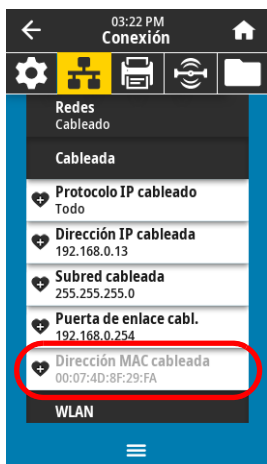 03:22 PM
Conexión
Redes
Cableado
Cableada
Protocolo IP cableado
Todo
Dirección IP cableada
192.168.0.13
Subred cableada
255.255.255.0
Puerta de enlace cabl.
192.168.0.254
Dirección MAC cableada
00:07:4D:8F:29:FA
WLAN